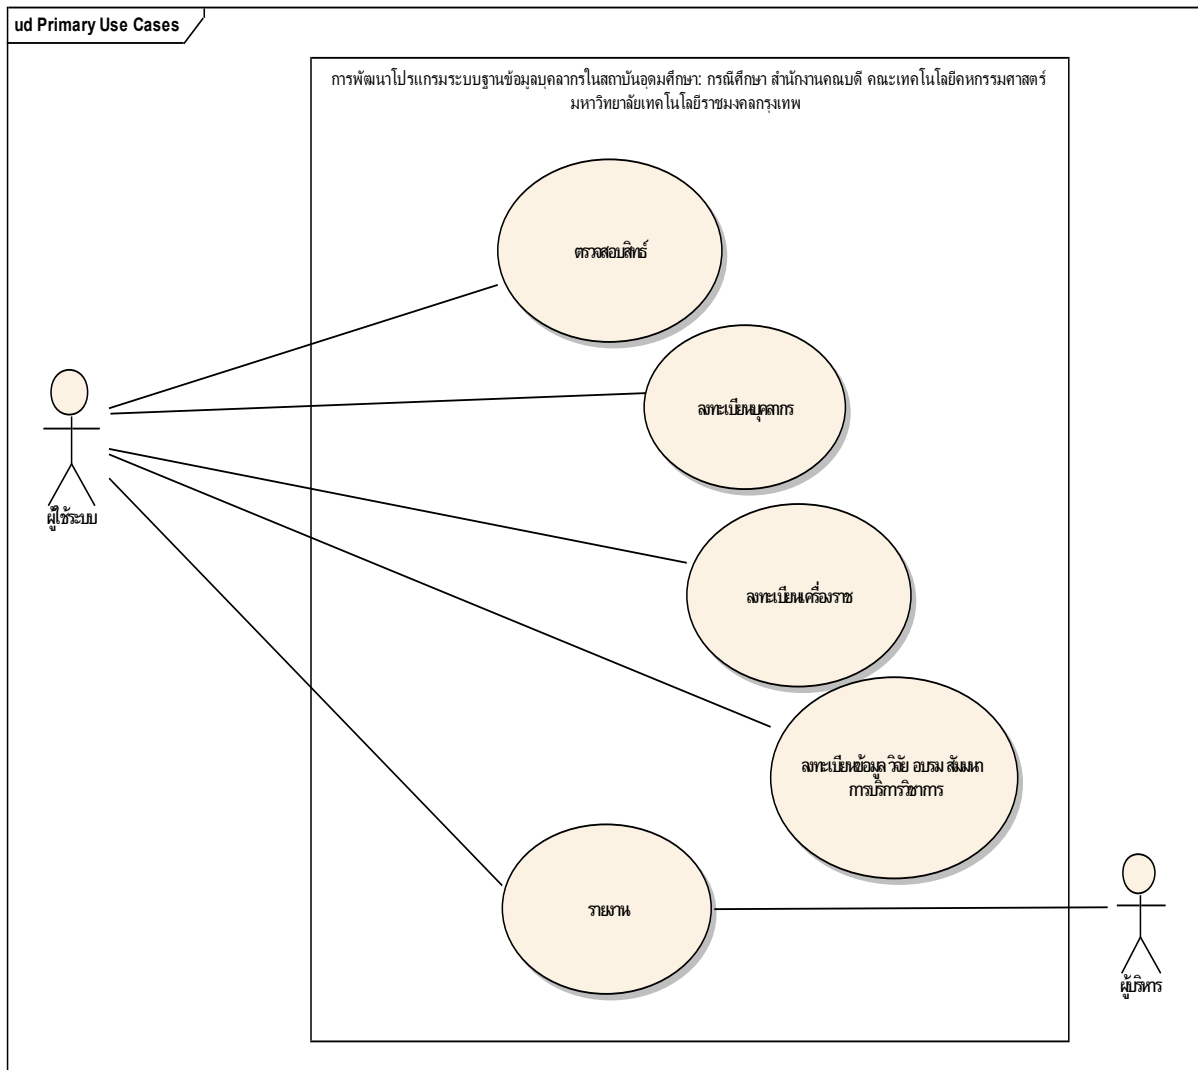 ud Primary Use Cases
การพัฒนาโปรแกรมระบบฐานข้อมูลบุคลากรในสถาบันอุดมศึกษา: กรณีศึกษา สำนักงานคณบดี คณะเทคโนโลยีคหกรรมศาสตร์
มหาวิทยาลัยเทคโนโลยีราชมงคลกรุงเทพ
ตรวจสอบสิทธ์
ลงทะเบียนบุคลากร
ผู้ใช้ระบบ
ลงทะเบียนเครื่องราช
ลงทะเบียนข้อมูล วิจัย อบรม สัมมนา
การบริการวิชาการ
รายงาน
ผู้บริหาร